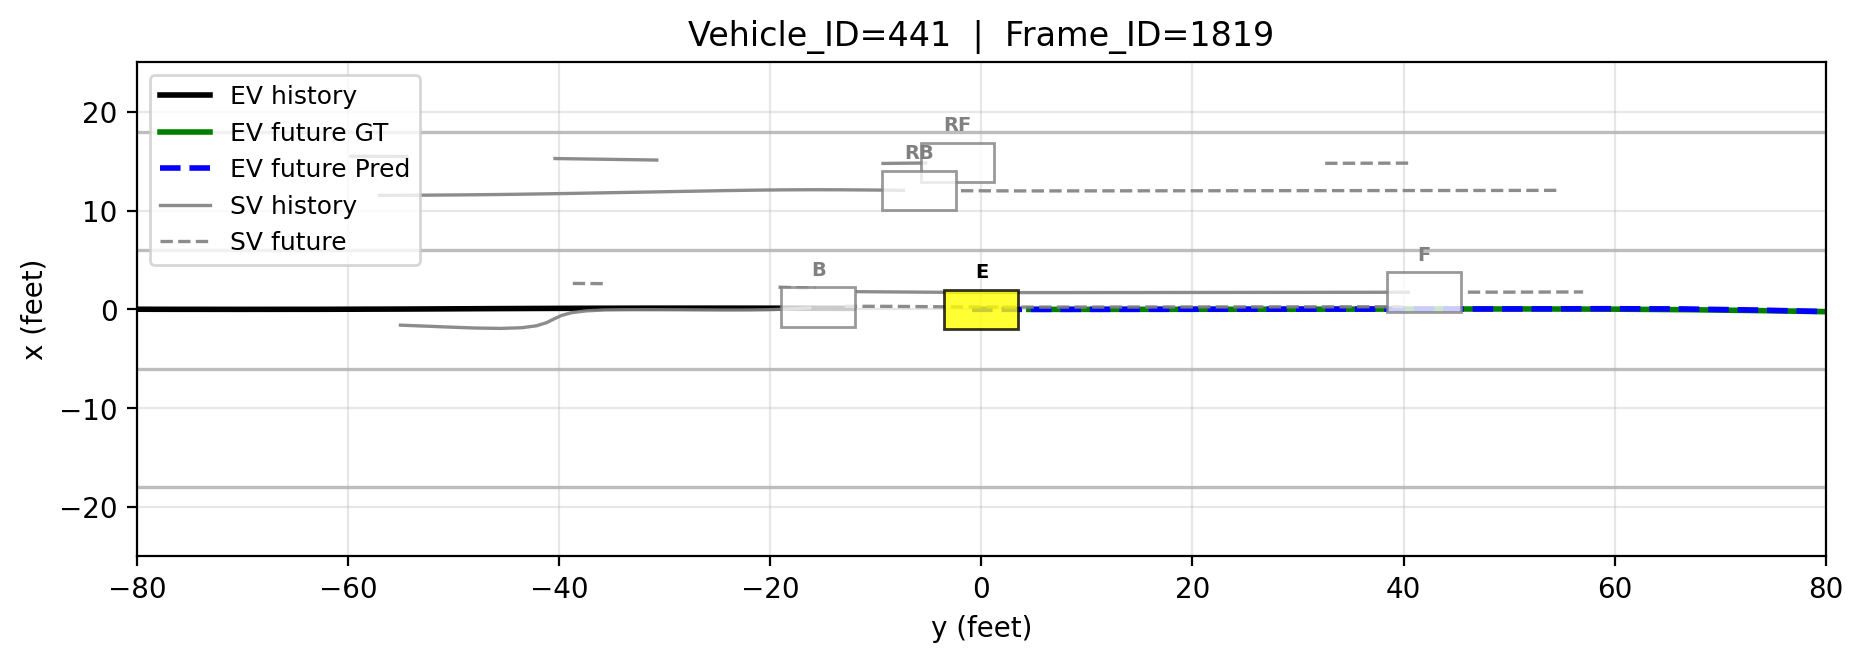 Vehicle_ID=441 | Frame_ID=1819
EV history
EV future GT
EV future Pred
SV history
SV future
RF
RB
B
E
F
20
10
0
−10
−20
x (feet)
−80
−60
−40
−20
0
20
40
60
80
y (feet)